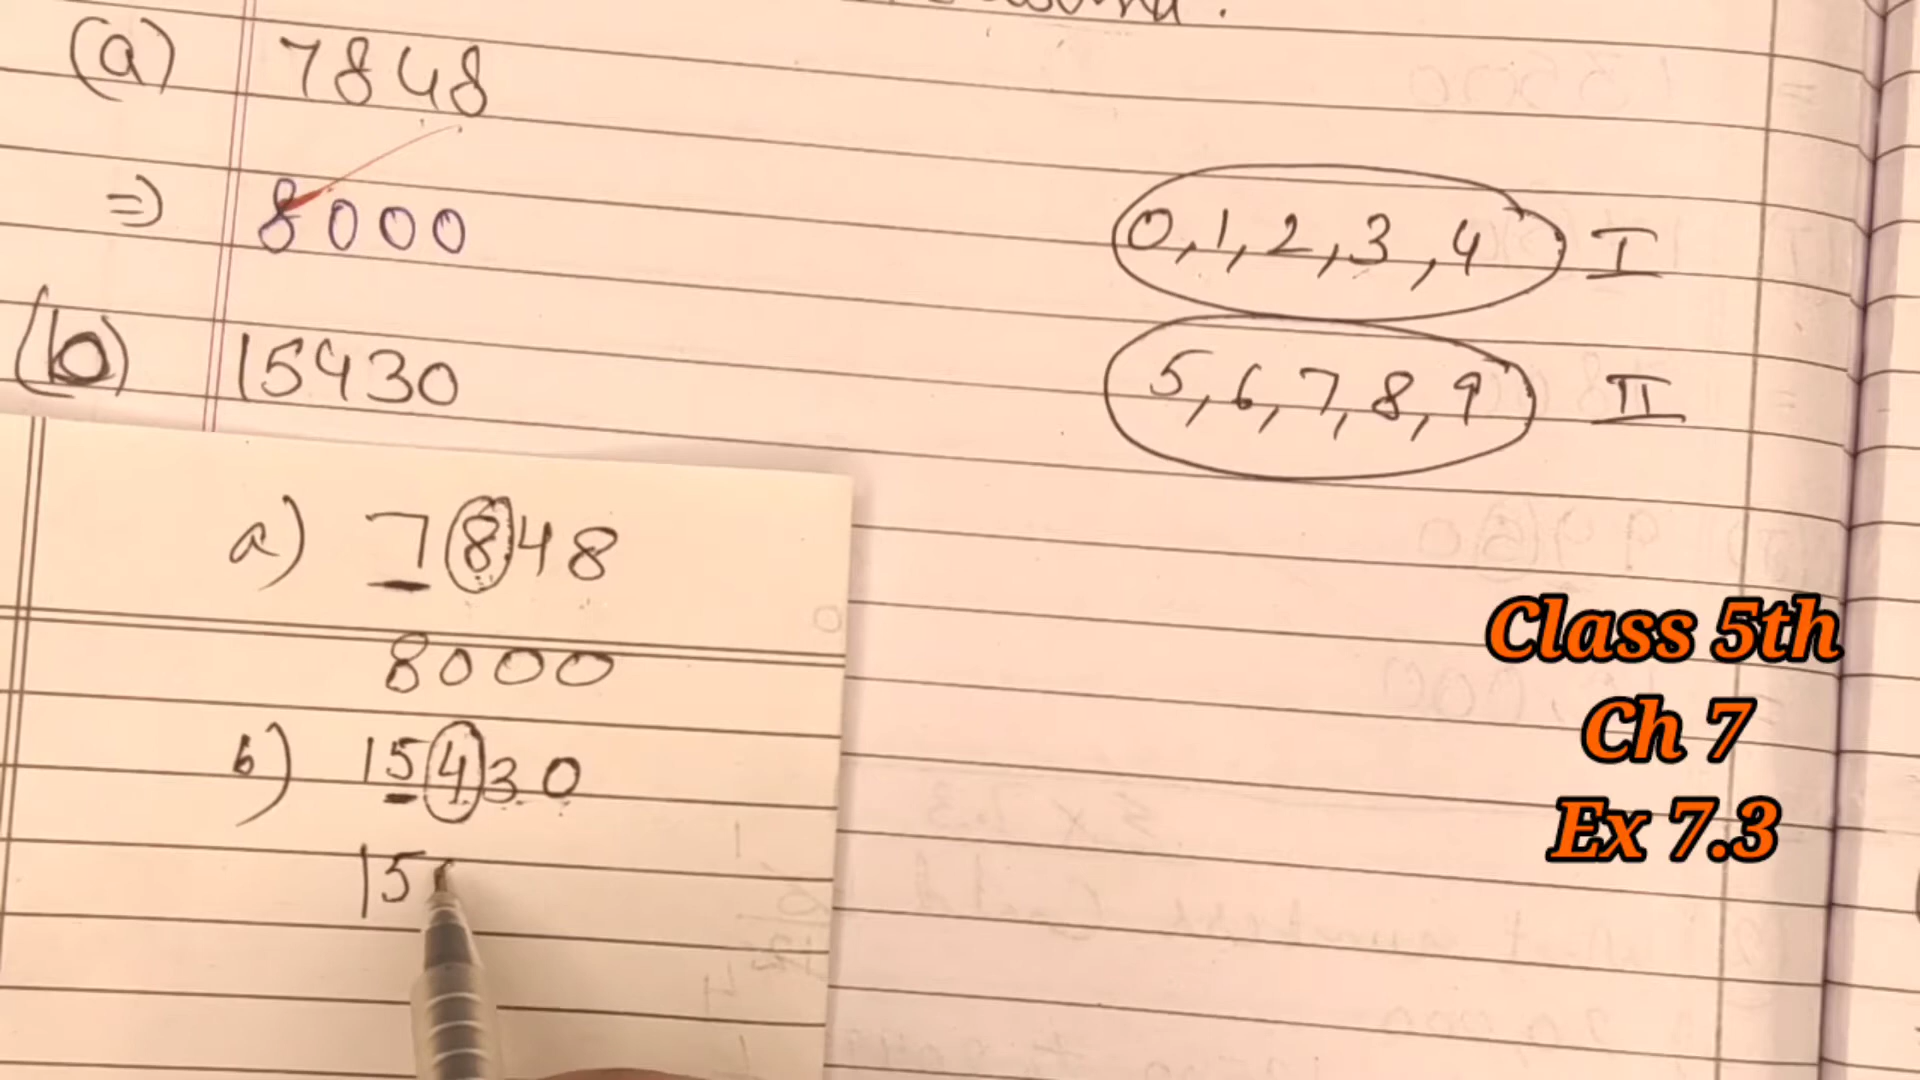 (a) 7848
=) 8000
(b) 15430
0,1,2,3,4 I
5,6,7,8,9 II
a) 7848
8000
b) 15430
15
Class 5th
Ch 7
Ex 7.3